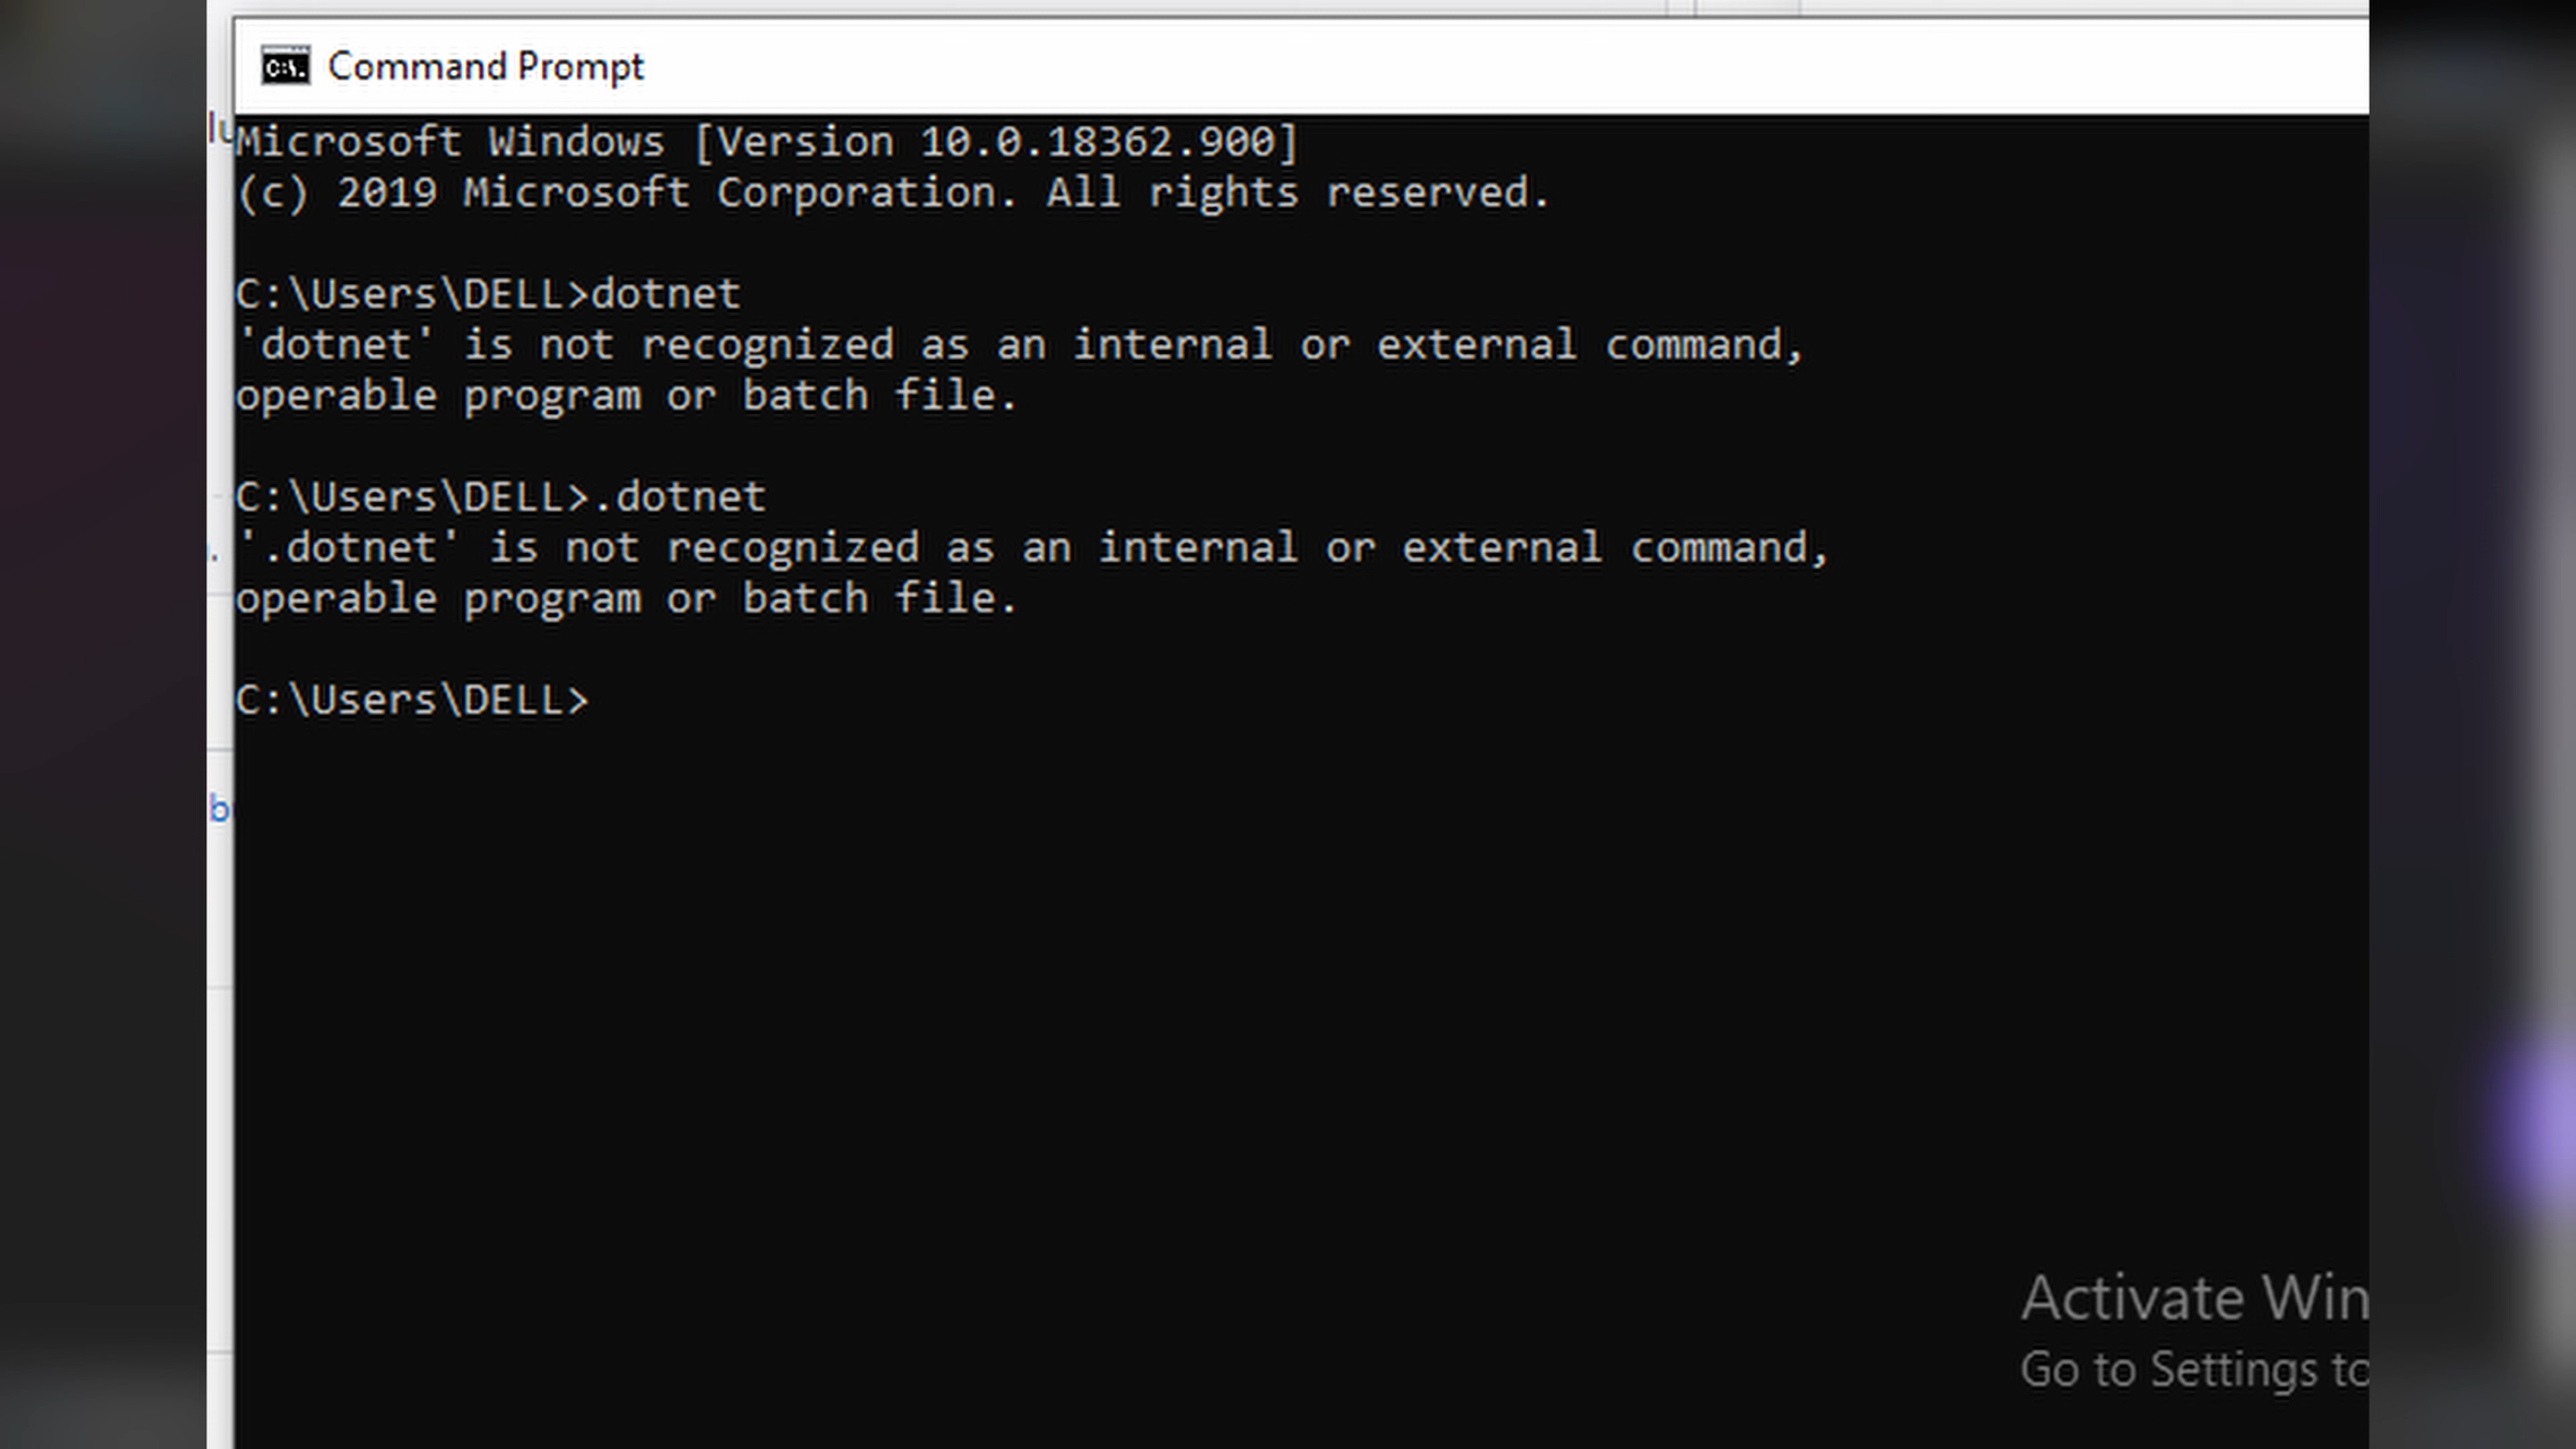 C:\. Command Prompt
lu
Microsoft Windows [Version 10.0.18362.900]
(c) 2019 Microsoft Corporation. All rights reserved.
C:\Users\DELL>dotnet
'dotnet' is not recognized as an internal or external command,
operable program or batch file.
C:\Users\DELL>.dotnet
'.dotnet' is not recognized as an internal or external command,
operable program or batch file.
C:\Users\DELL>
b
Activate Win
Go to Settings to